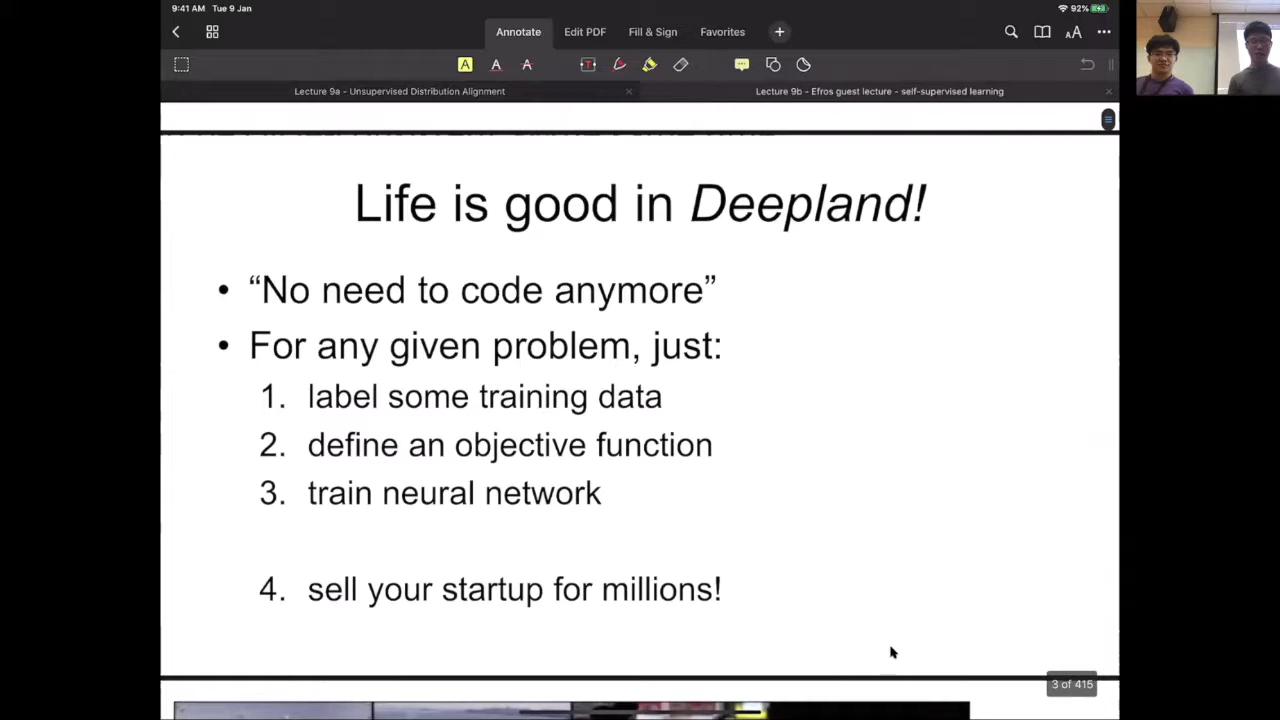 9:41 AM Tue 9 Jan
92%
Annotate
Edit PDF
Fill & Sign
Favorites
Lecture 9a - Unsupervised Distribution Alignment
Lecture 9b - Efros guest lecture - self-supervised learning
Life is good in Deepland!
• “No need to code anymore”
• For any given problem, just:
1. label some training data
2. define an objective function
3. train neural network
4. sell your startup for millions!
3 of 415